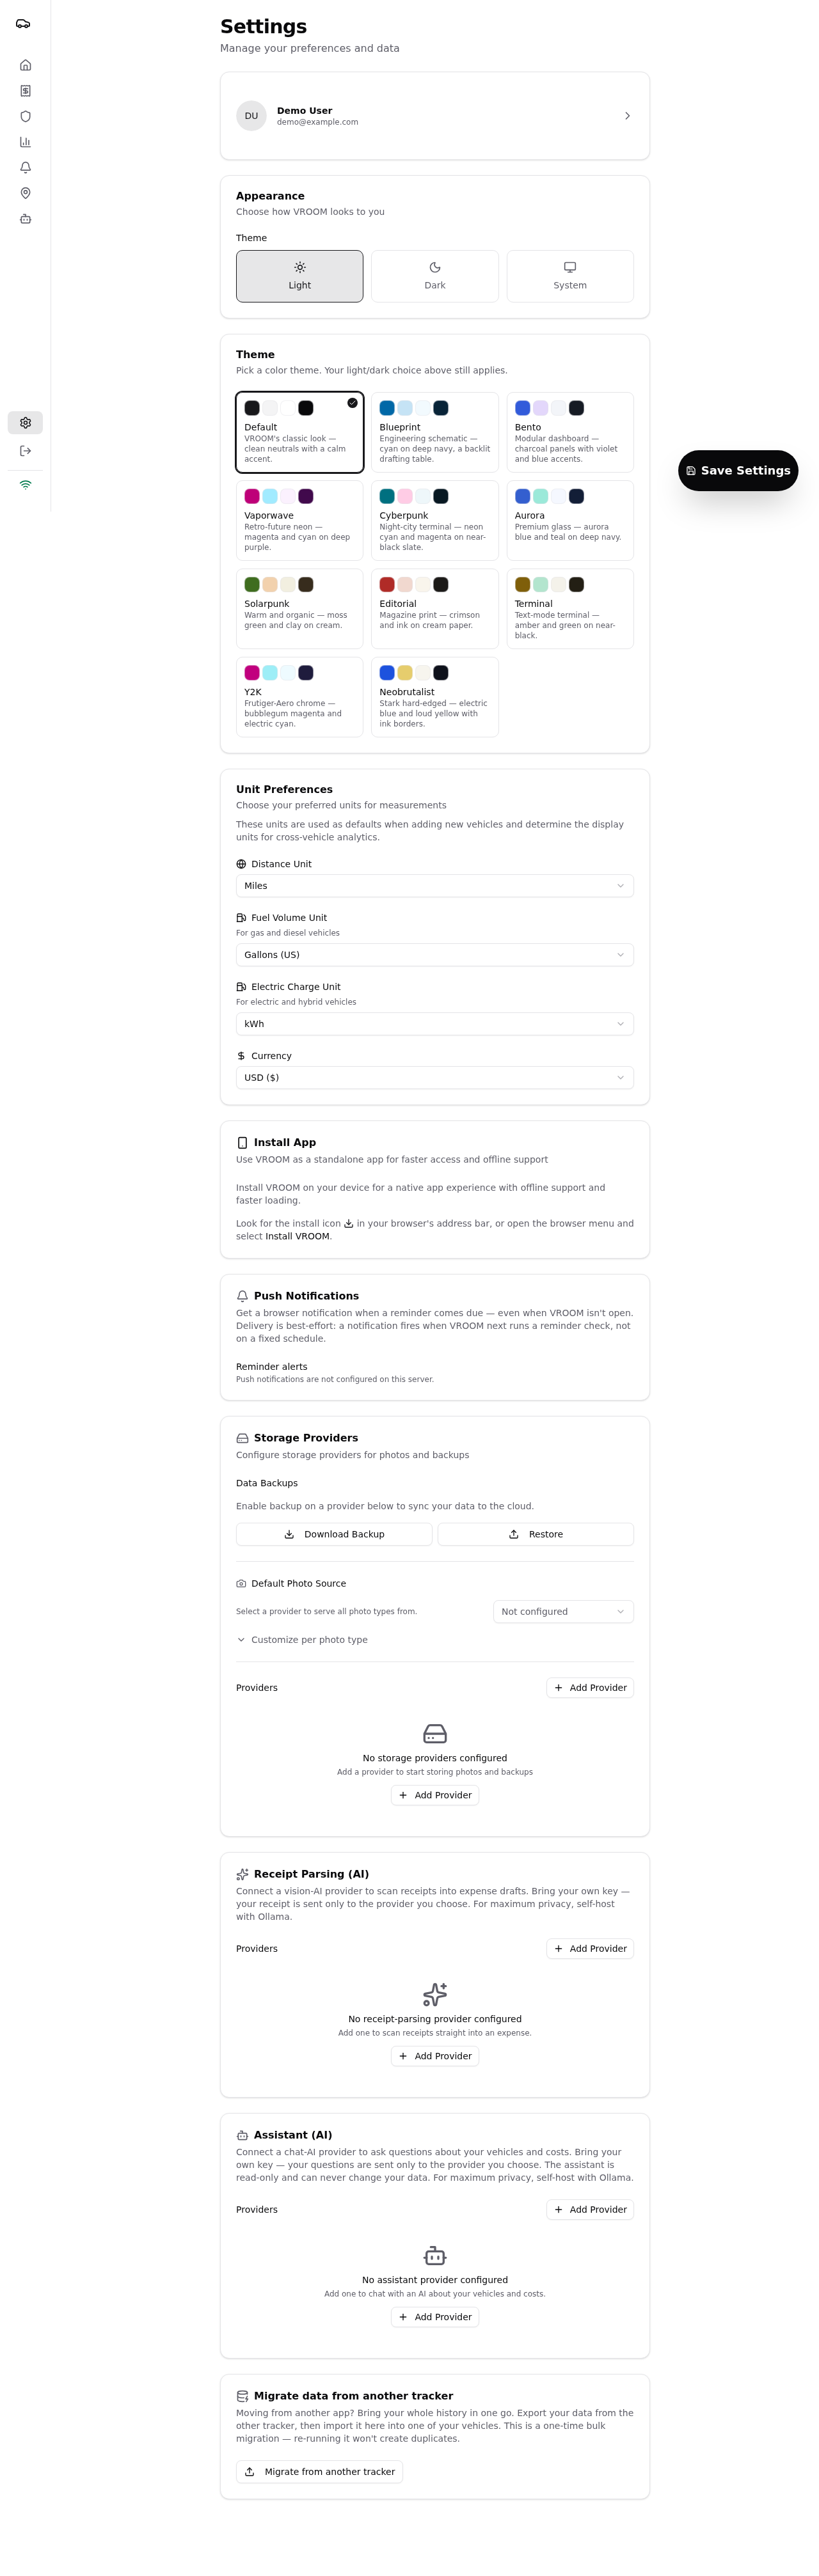 Settings
Manage your preferences and data
DU
Demo User
demo@example.com
Appearance
Choose how VROOM looks to you
Theme
Light
Dark
System
Theme
Pick a color theme. Your light/dark choice above still applies.
Default
VROOM's classic look —
clean neutrals with a calm
accent.
Blueprint
Engineering schematic —
cyan on deep navy, a backlit
drafting table.
Bento
Modular dashboard —
charcoal panels with violet
and blue accents.
Save Settings
Vaporwave
Retro-future neon —
magenta and cyan on deep
purple.
Cyberpunk
Night-city terminal — neon
cyan and magenta on near-
black slate.
Aurora
Premium glass — aurora
blue and teal on deep navy.
Solarpunk
Warm and organic — moss
green and clay on cream.
Editorial
Magazine print — crimson
and ink on cream paper.
Terminal
Text-mode terminal —
amber and green on near-
black.
Y2K
Frutiger-Aero chrome —
bubblegum magenta and
electric cyan.
Neobrutalist
Stark hard-edged — electric
blue and loud yellow with
ink borders.
Unit Preferences
Choose your preferred units for measurements
These units are used as defaults when adding new vehicles and determine the display
units for cross-vehicle analytics.
Distance Unit
Miles
Fuel Volume Unit
For gas and diesel vehicles
Gallons (US)
Electric Charge Unit
For electric and hybrid vehicles
kWh
Currency
USD ($)
Install App
Use VROOM as a standalone app for faster access and offline support
Install VROOM on your device for a native app experience with offline support and
faster loading.
Look for the install icon in your browser's address bar, or open the browser menu and
select Install VROOM.
Push Notifications
Get a browser notification when a reminder comes due — even when VROOM isn't open.
Delivery is best-effort: a notification fires when VROOM next runs a reminder check, not
on a fixed schedule.
Reminder alerts
Push notifications are not configured on this server.
Storage Providers
Configure storage providers for photos and backups
Data Backups
Enable backup on a provider below to sync your data to the cloud.
Download Backup
Restore
Default Photo Source
Select a provider to serve all photo types from.
Not configured
Customize per photo type
Providers
Add Provider
No storage providers configured
Add a provider to start storing photos and backups
Add Provider
Receipt Parsing (AI)
Connect a vision-AI provider to scan receipts into expense drafts. Bring your own key —
your receipt is sent only to the provider you choose. For maximum privacy, self-host
with Ollama.
Providers
Add Provider
No receipt-parsing provider configured
Add one to scan receipts straight into an expense.
Add Provider
Assistant (AI)
Connect a chat-AI provider to ask questions about your vehicles and costs. Bring your
own key — your questions are sent only to the provider you choose. The assistant is
read-only and can never change your data. For maximum privacy, self-host with Ollama.
Providers
Add Provider
No assistant provider configured
Add one to chat with an AI about your vehicles and costs.
Add Provider
Migrate data from another tracker
Moving from another app? Bring your whole history in one go. Export your data from the
other tracker, then import it here into one of your vehicles. This is a one-time bulk
migration — re-running it won't create duplicates.
Migrate from another tracker